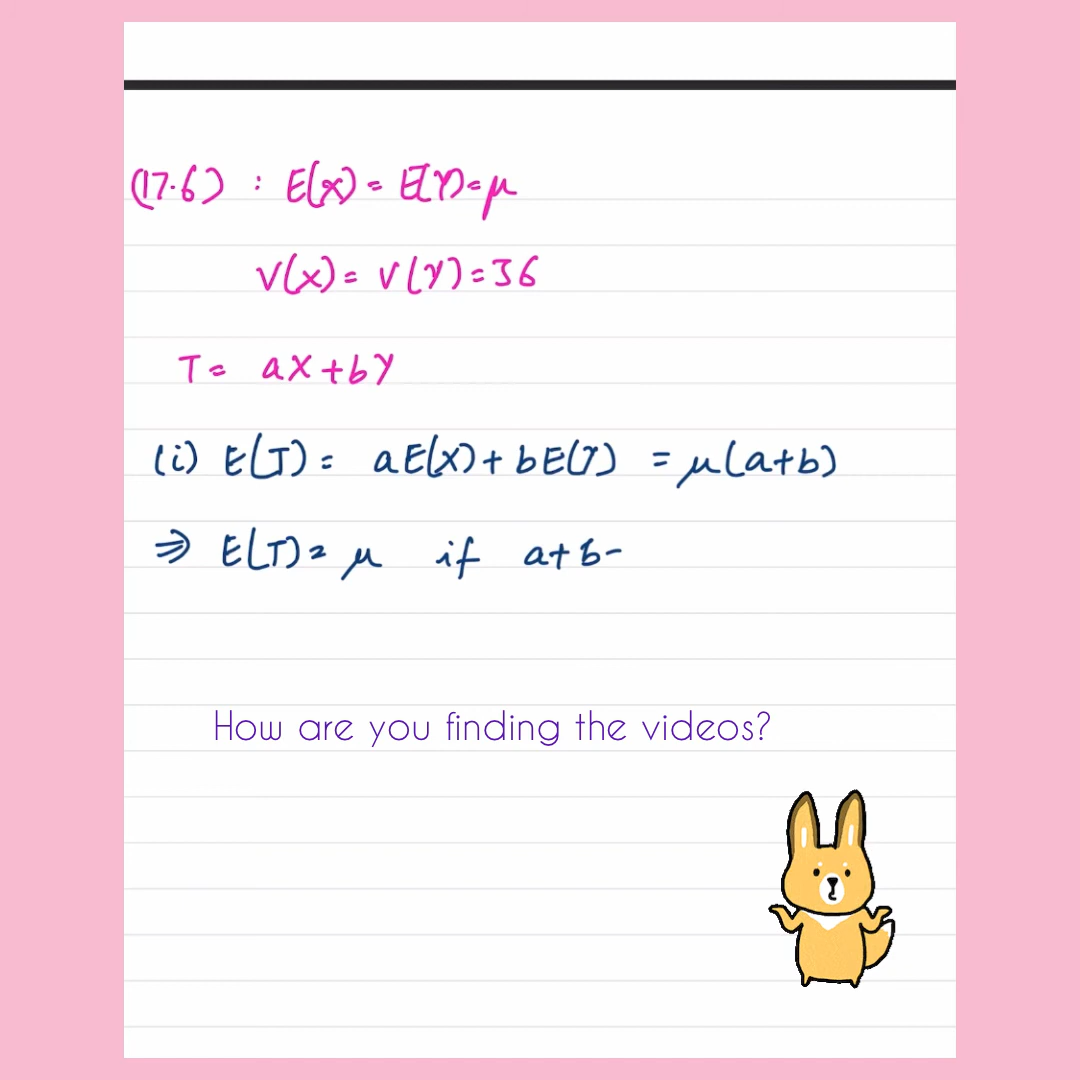 (17.6) : E(X) = E(Y) = μ
V(X) = V(Y) = 36
T = aX + bY
(i) E(T) = aE(X) + bE(Y) = μ(a+b)
⇒ E(T) = μ if a+b-
How are you finding the videos?